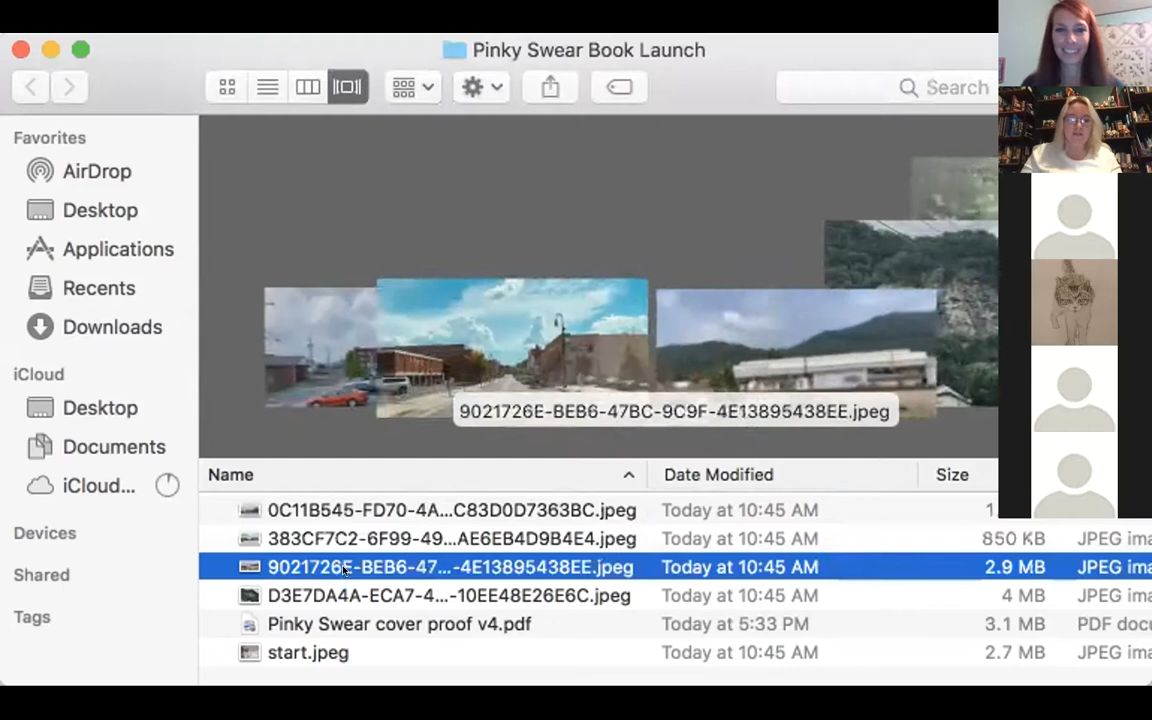 Pinky Swear Book Launch
Search
Favorites
AirDrop
Desktop
Applications
Recents
Downloads
iCloud
Desktop
Documents
iCloud...
Devices
Shared
Tags
9021726E-BEB6-47BC-9C9F-4E13895438EE.jpeg
Name Date Modified Size
0C11B545-FD70-4A...C83D0D7363BC.jpeg Today at 10:45 AM 1.
383CF7C2-6F99-49...AE6EB4D9B4E4.jpeg Today at 10:45 AM 850 KB JPEG ima
9021726E-BEB6-47...-4E13895438EE.jpeg Today at 10:45 AM 2.9 MB JPEG ima
D3E7DA4A-ECA7-4...-10EE48E26E6C.jpeg Today at 10:45 AM 4 MB JPEG ima
Pinky Swear cover proof v4.pdf Today at 5:33 PM 3.1 MB PDF docu
start.jpeg Today at 10:45 AM 2.7 MB JPEG ima